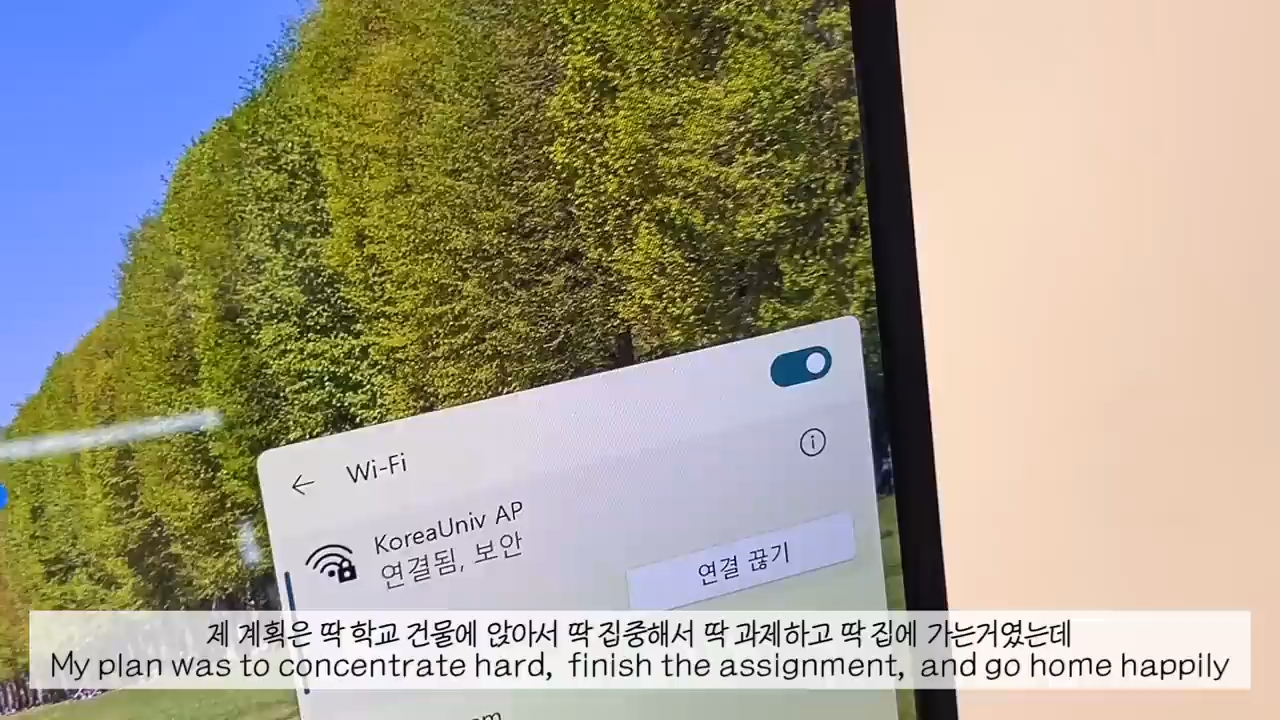 Wi-Fi
KoreaUniv AP
연결됨, 보안
연결 끊기
제 계획은 딱 학교 건물에 앉아서 딱 집중해서 딱 과제하고 딱 집에 가는거였는데
My plan was to concentrate hard, finish the assignment, and go home happily